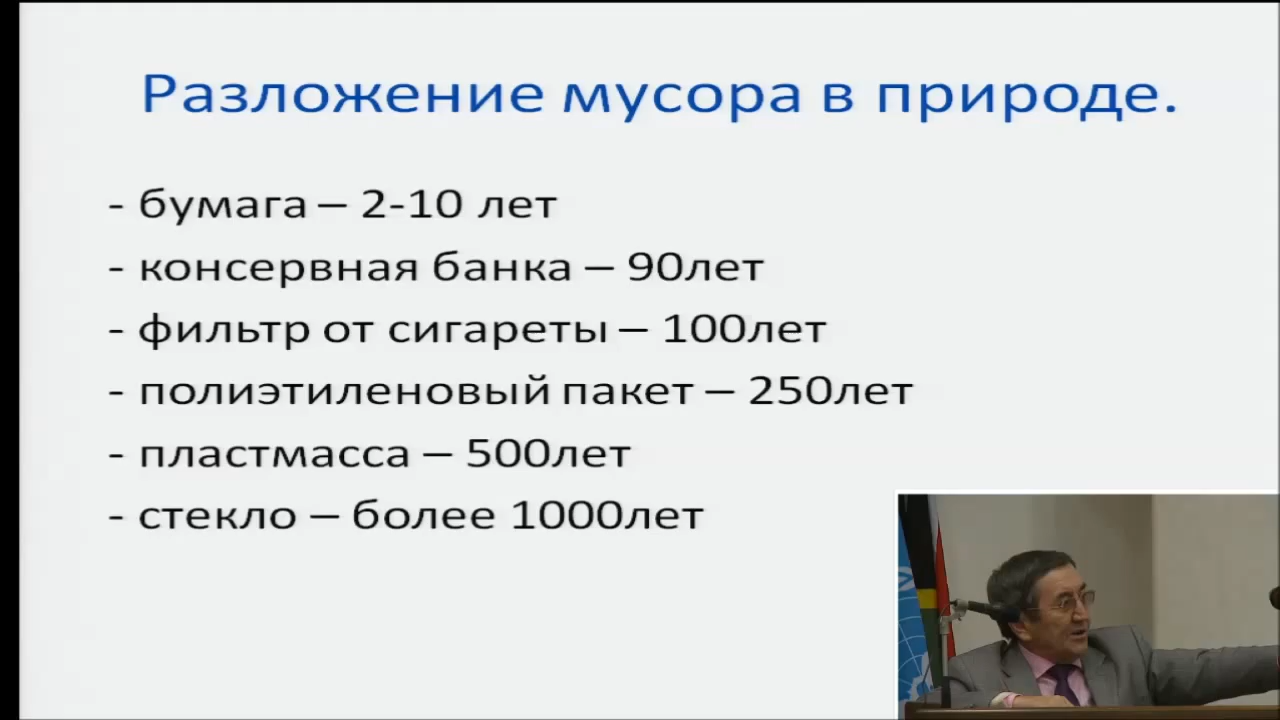 Разложение мусора в природе.
- бумага – 2-10 лет
- консервная банка – 90лет
- фильтр от сигареты – 100лет
- полиэтиленовый пакет – 250лет
- пластмасса – 500лет
- стекло – более 1000лет